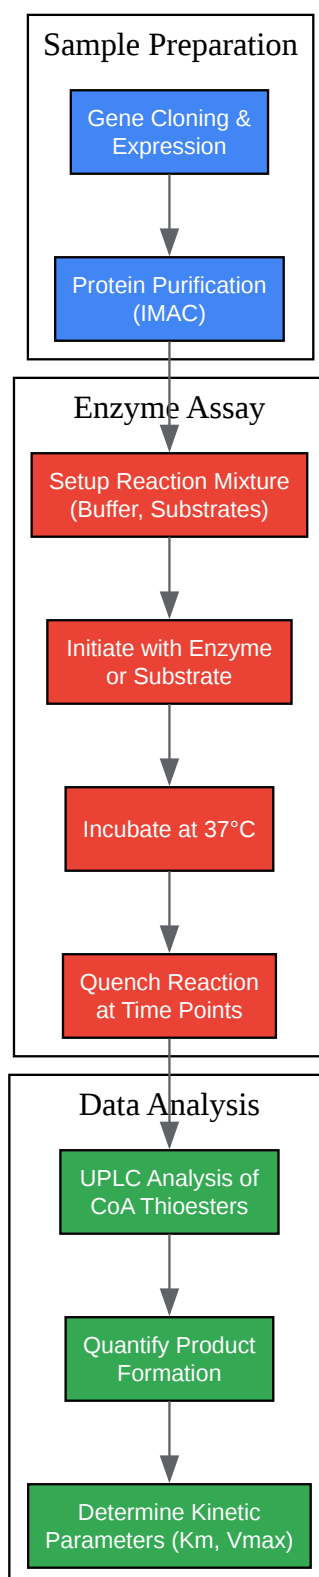 Sample Preparation
Gene Cloning &
Expression
Protein Purification
(IMAC)
Enzyme Assay
Setup Reaction Mixture
(Buffer, Substrates)
Initiate with Enzyme
or Substrate
Incubate at 37°C
Quench Reaction
at Time Points
Data Analysis
UPLC Analysis of
CoA Thioesters
Quantify Product
Formation
Determine Kinetic
Parameters (Km, Vmax)